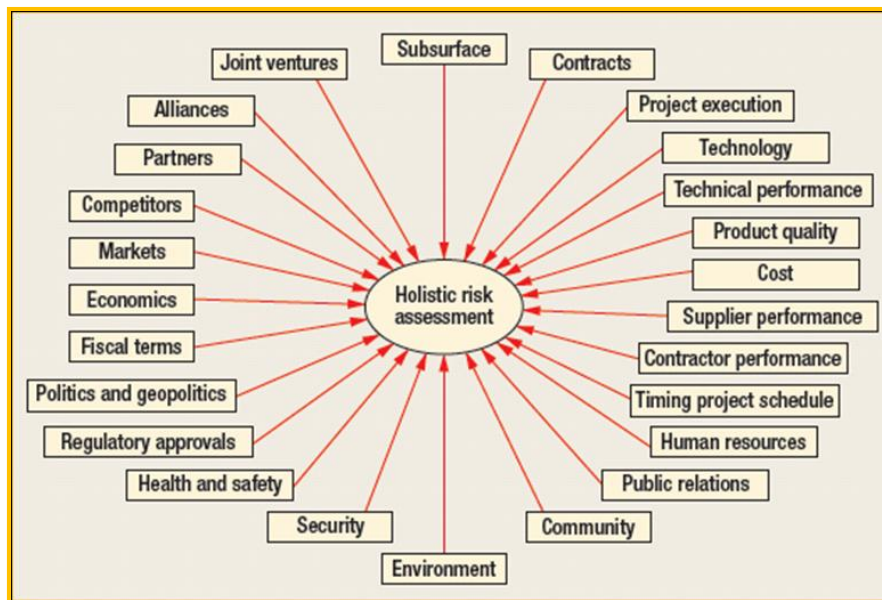 Subsurface
Joint ventures
Contracts
Alliances
Project execution
Partners
Technology
Technical performance
Competitors
Product quality
Markets
Cost
Economics
Holistic risk
assessment
Supplier performance
Fiscal terms
Contractor performance
Politics and geopolitics
Timing project schedule
Regulatory approvals
Human resources
Health and safety
Public relations
Security
Community
Environment